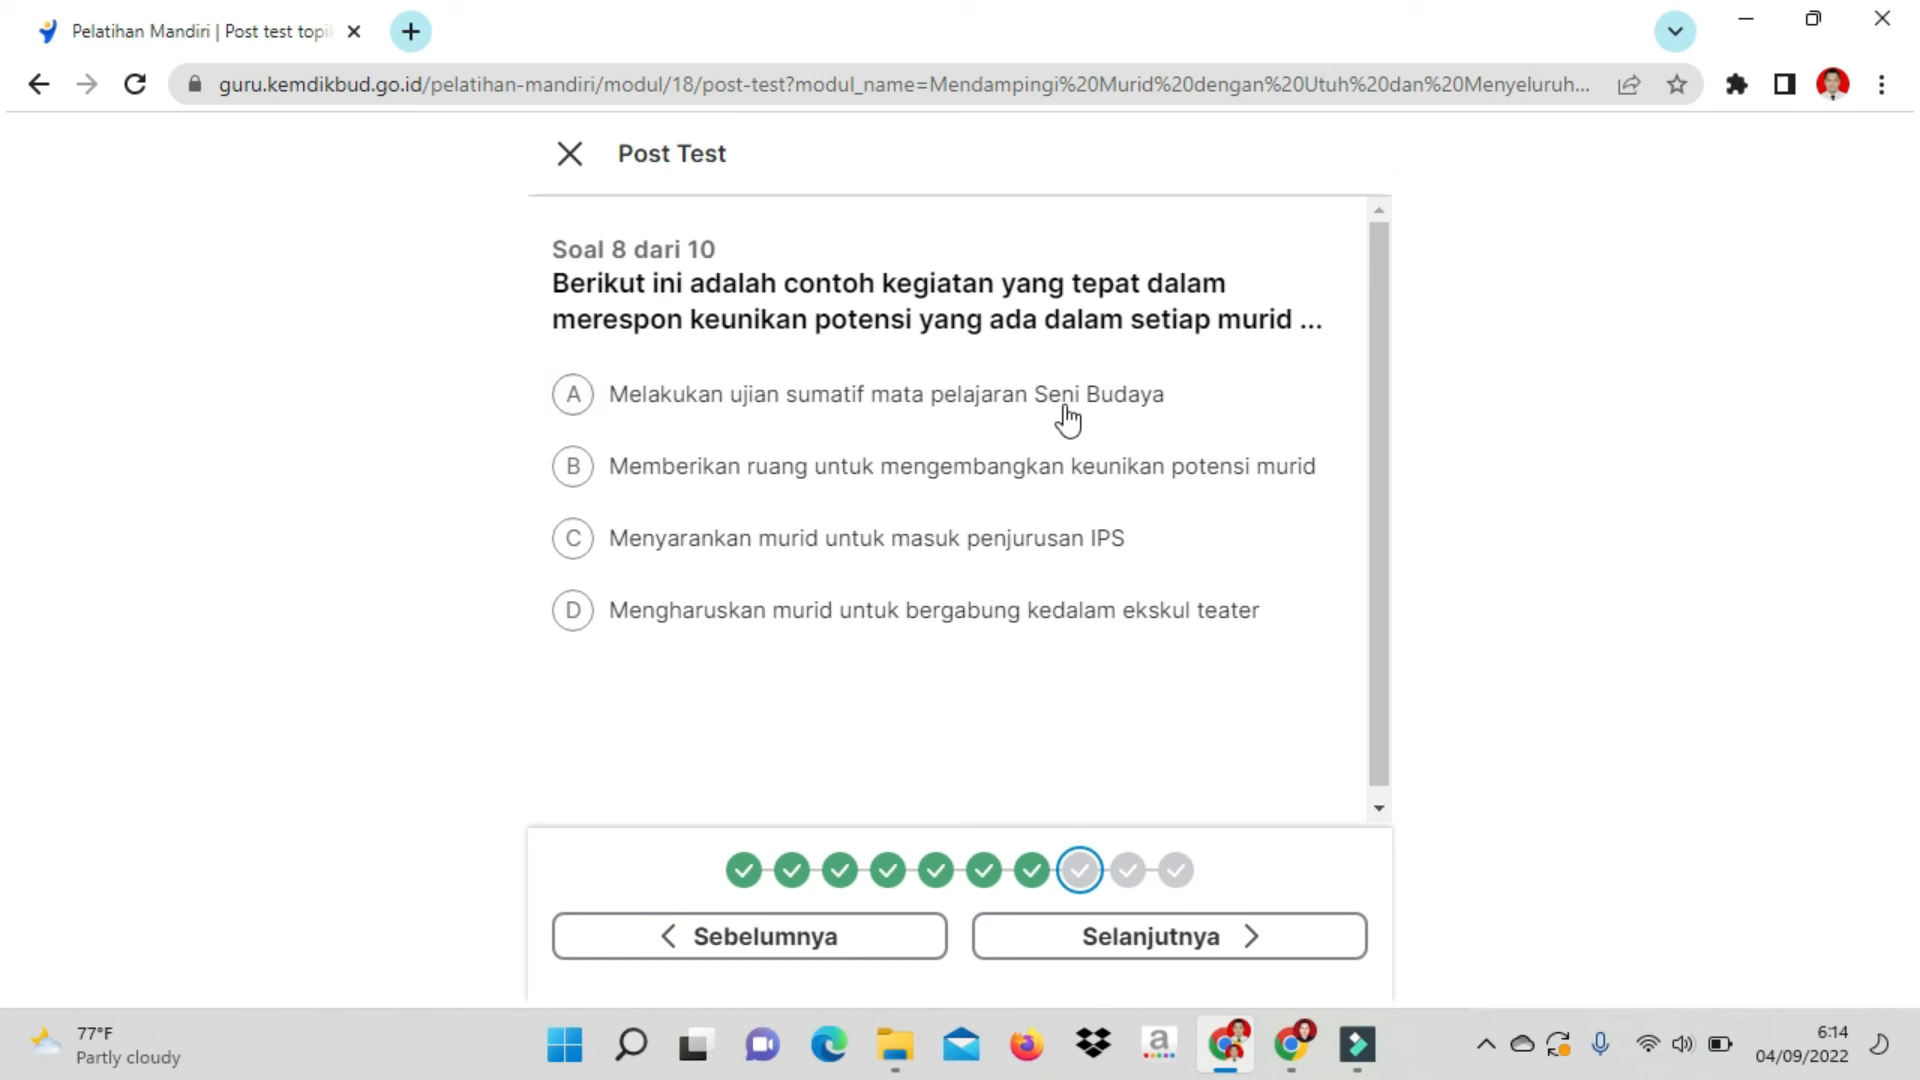 Pelatihan Mandiri | Post test topi
guru.kemdikbud.go.id/pelatihan-mandiri/modul/18/post-test?modul_name=Mendampingi%20Murid%20dengan%20Utuh%20dan%20Menyeluruh...
Post Test
Soal 8 dari 10
Berikut ini adalah contoh kegiatan yang tepat dalam
merespon keunikan potensi yang ada dalam setiap murid ...
A Melakukan ujian sumatif mata pelajaran Seni Budaya
B Memberikan ruang untuk mengembangkan keunikan potensi murid
C Menyarankan murid untuk masuk penjurusan IPS
D Mengharuskan murid untuk bergabung kedalam ekskul teater
Sebelumnya
Selanjutnya
77°F
Partly cloudy
a
6:14
04/09/2022